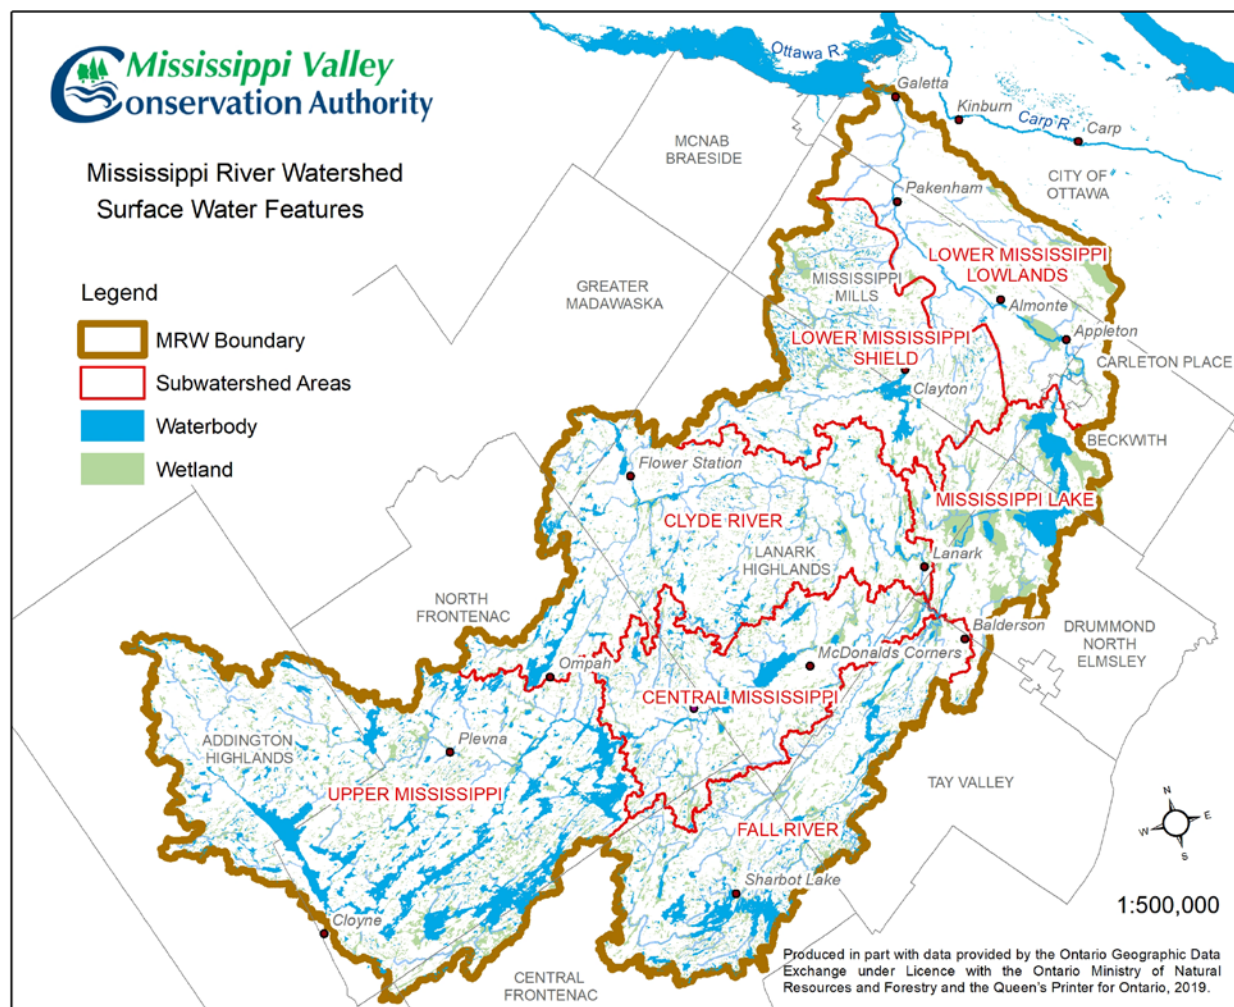 Mississippi Valley
Conservation Authority
Mississippi River Watershed
Surface Water Features
Legend
MRW Boundary
Subwatershed Areas
Waterbody
Wetland
Ottawa R.
Galetta
Kinburn
Carp R
Carp
MCNAB
BRAESIDE
CITY OF
OTTAWA
Pakenham
LOWER MISSISSIPPI
LOWLANDS
MISSISSIPPI
MILLS
GREATER
MADAWASKA
Almonte
Appleton
LOWER MISSISSIPPI
SHIELD
CARLETON PLACE
Clayton
BECKWITH
Flower Station
MISSISSIPPI LAKE
CLYDE RIVER
LANARK
HIGHLANDS
Lanark
NORTH
FRONTENAC
Balderson
DRUMMOND
NORTH
ELMSLEY
McDonalds Corners
Ompah
CENTRAL MISSISSIPPI
ADDINGTON
HIGHLANDS
Plevna
UPPER MISSISSIPPI
TAY VALLEY
FALL RIVER
N
W
E
S
Sharbot Lake
1:500,000
Cloyne
CENTRAL
FRONTENAC
Produced in part with data provided by the Ontario Geographic Data
Exchange under Licence with the Ontario Ministry of Natural
Resources and Forestry and the Queen's Printer for Ontario, 2019.